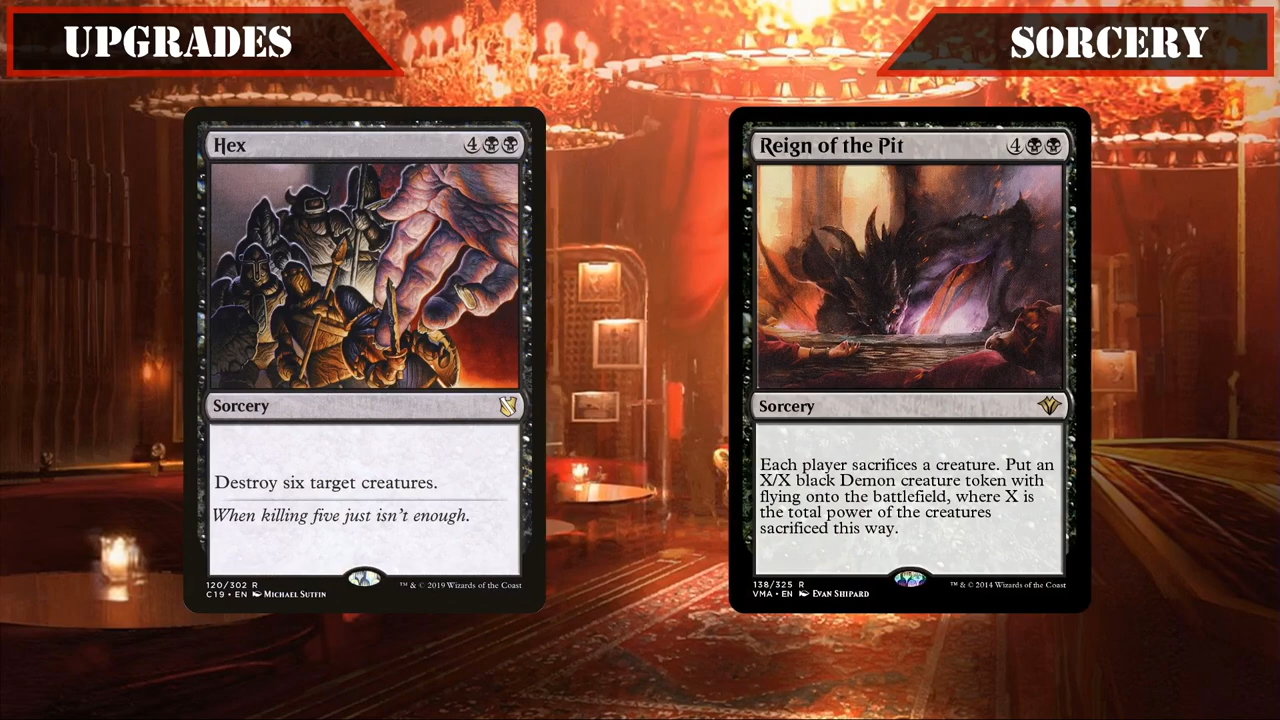 UPGRADES
SORCERY
Hex 4
Sorcery
Destroy six target creatures.
When killing five just isn't enough.
120/302 R
C19 • EN Michael Sutfin
™ & © 2019 Wizards of the Coast
Reign of the Pit 4
Sorcery
Each player sacrifices a creature. Put an
X/X black Demon creature token with
flying onto the battlefield, where X is
the total power of the creatures
sacrificed this way.
138/325 R
VMA • EN Evan Shipard
™ & © 2014 Wizards of the Coast